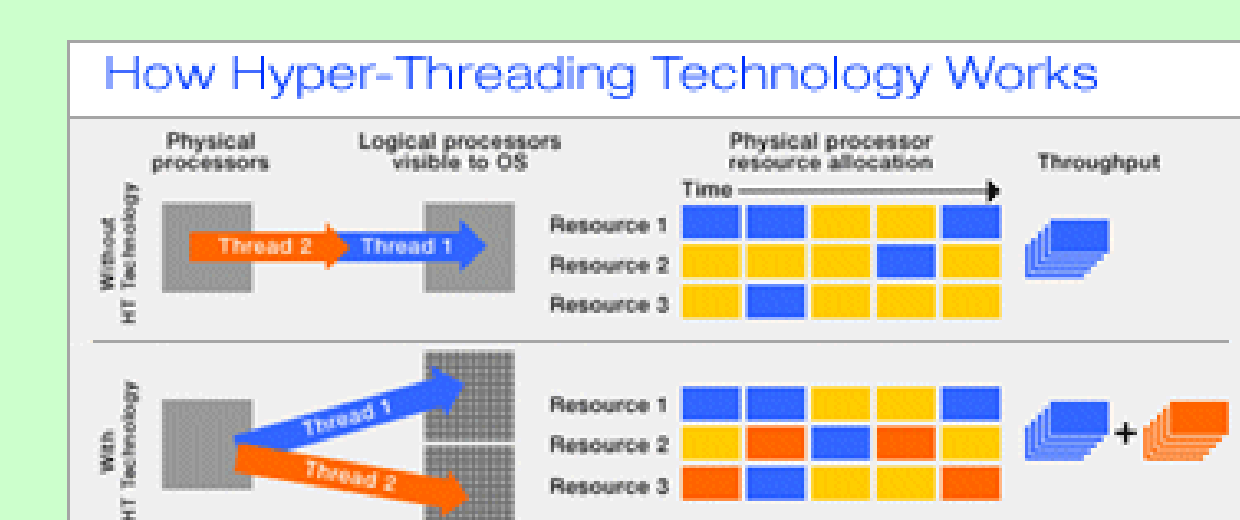 How Hyper-Threading Technology Works
Physical
processors
Logical processors
visible to OS
Physical processor
resource allocation
Throughput
Time
Without
HT Technology
Thread 2
Thread 1
Resource 1
Resource 2
Resource 3
With
HT Technology
Thread 1
Thread 2
Resource 1
Resource 2
Resource 3
+